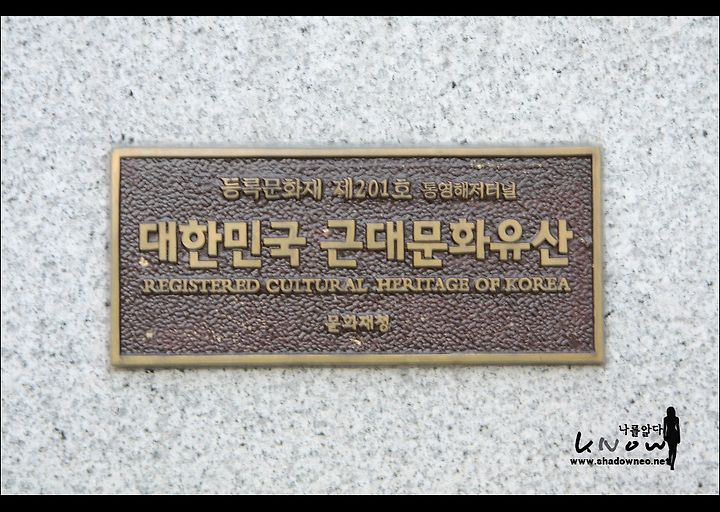 등록문화재 제201호 통영해저터널
대한민국 근대문화유산
REGISTERED CULTURAL HERITAGE OF KOREA
문화재청
나를알다
KNOW
www.ahadowneo.net